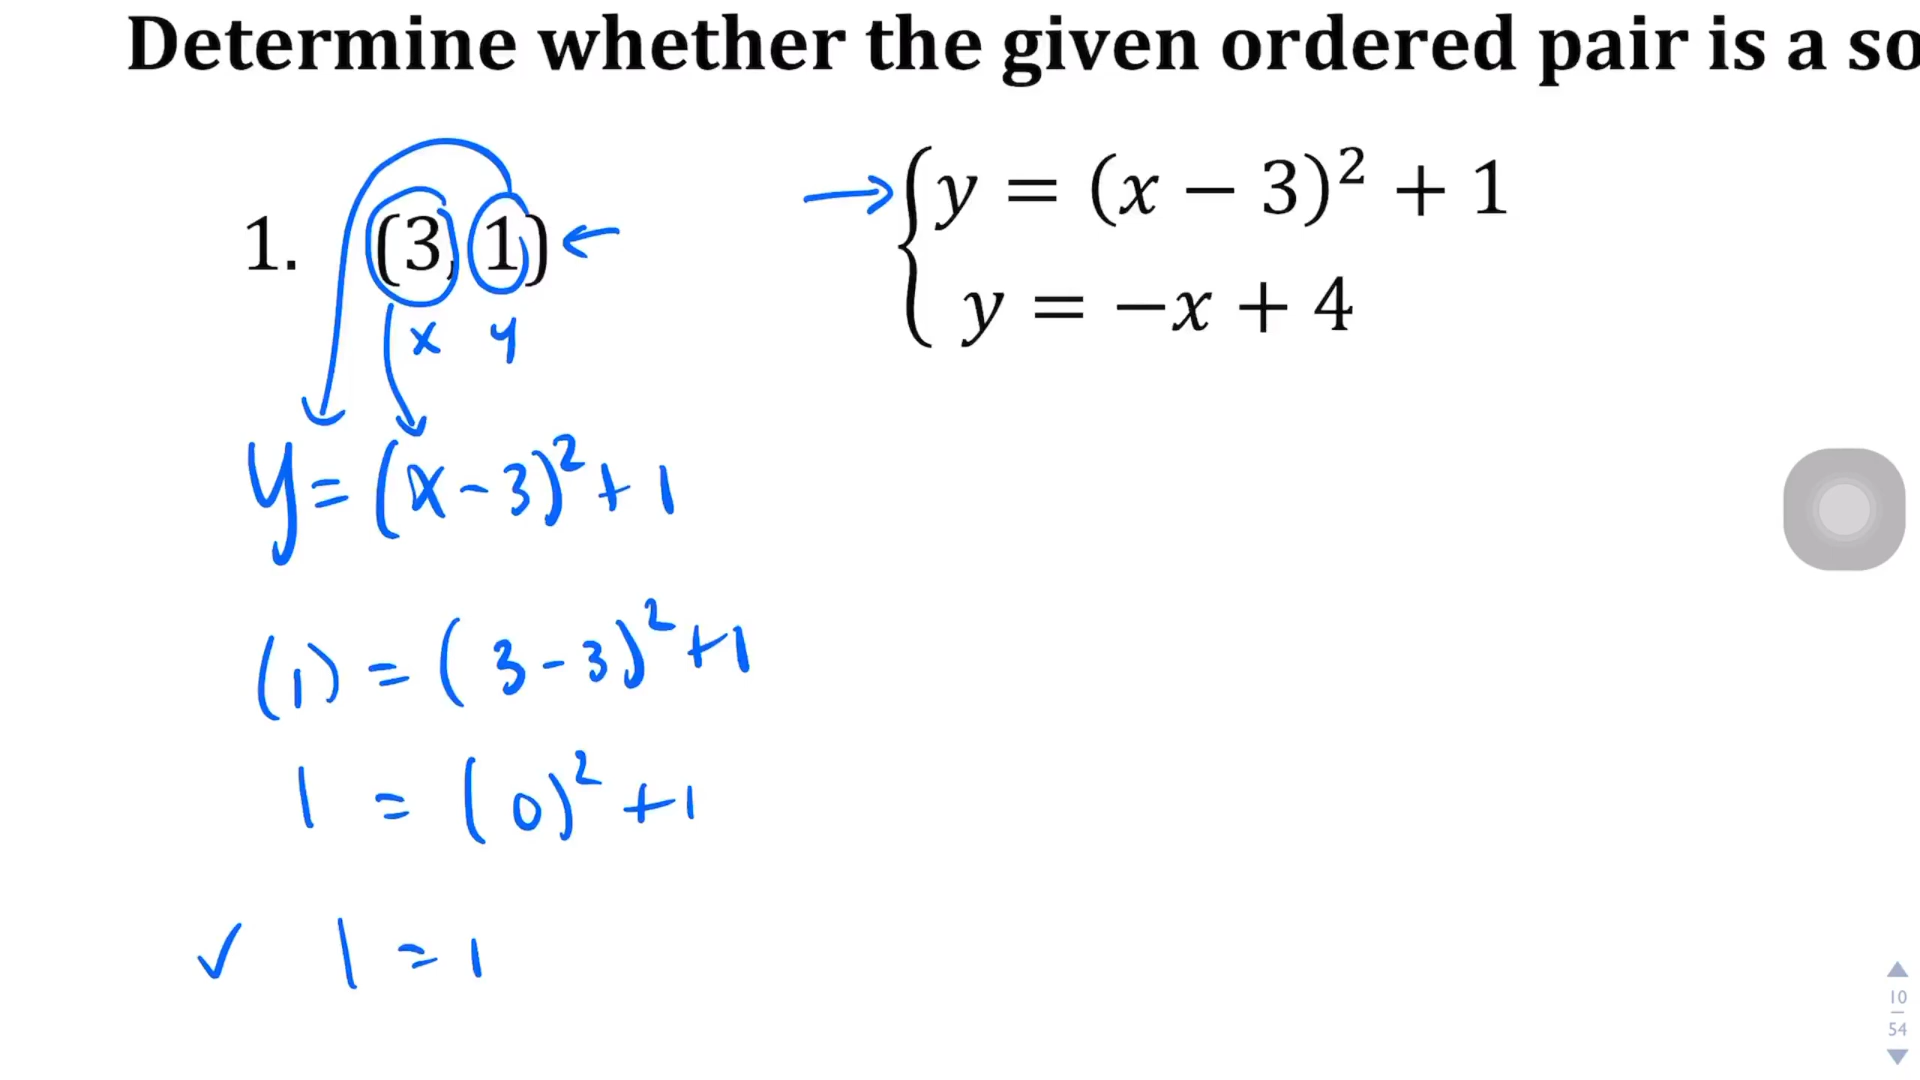 Determine whether the given ordered pair is a so
1. (3, 1)
x y
y = (x − 3)² + 1
y = −x + 4
y = (x - 3)² + 1
(1) = (3 - 3)² + 1
1 = (0)² + 1
✓ 1 = 1
10
54